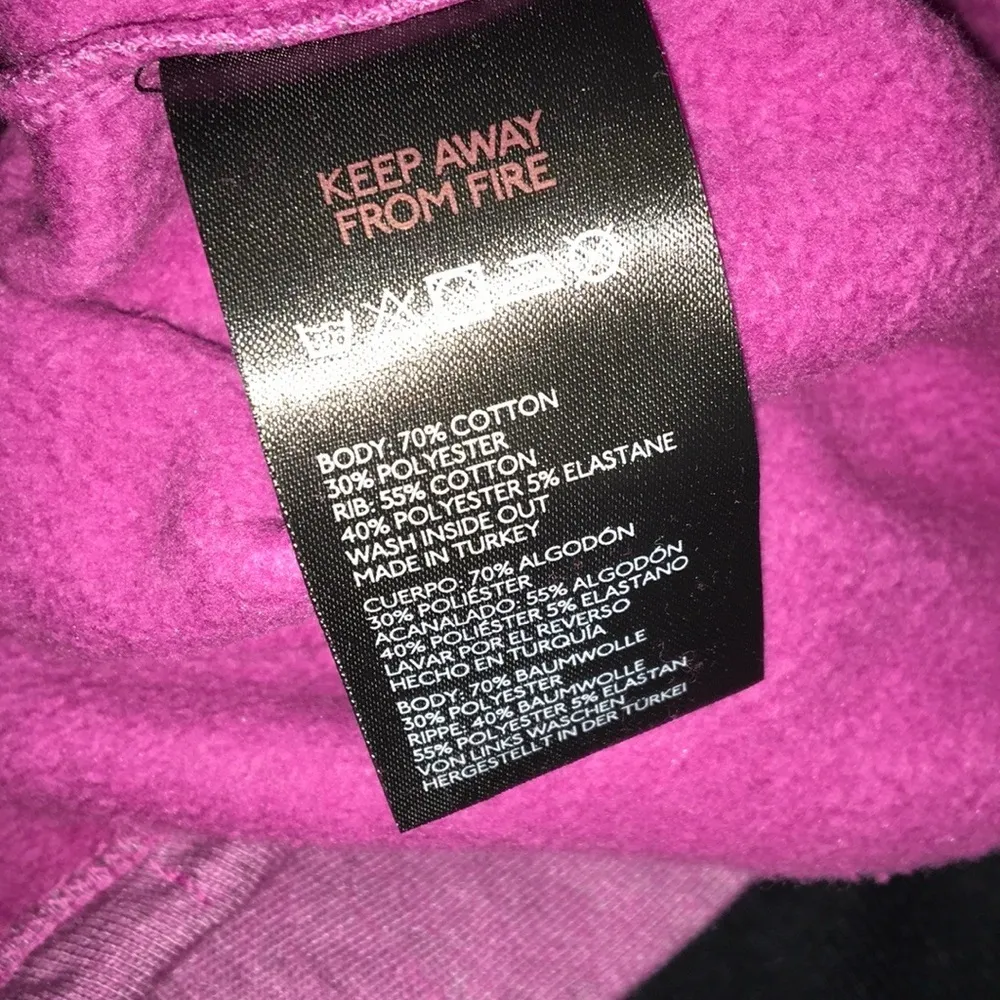 KEEP AWAY
FROM FIRE
BODY: 70% COTTON
30% POLYESTER
RIB: 55% COTTON
40% POLYESTER 5% ELASTANE
WASH INSIDE OUT
MADE IN TURKEY
CUERPO: 70% ALGODÓN
30% POLIÉSTER
ACANALADO: 55% ALGODÓN
40% POLIÉSTER 5% ELASTANO
LAVAR POR EL REVERSO
HECHO EN TURQUÍA
BODY: 70% BAUMWOLLE
30% POLYESTER
RIPPE: 40% BAUMWOLLE
55% POLYESTER 5% ELASTAN
VON LINKS WASCHEN
HERGESTELLT IN DER TÜRKEI